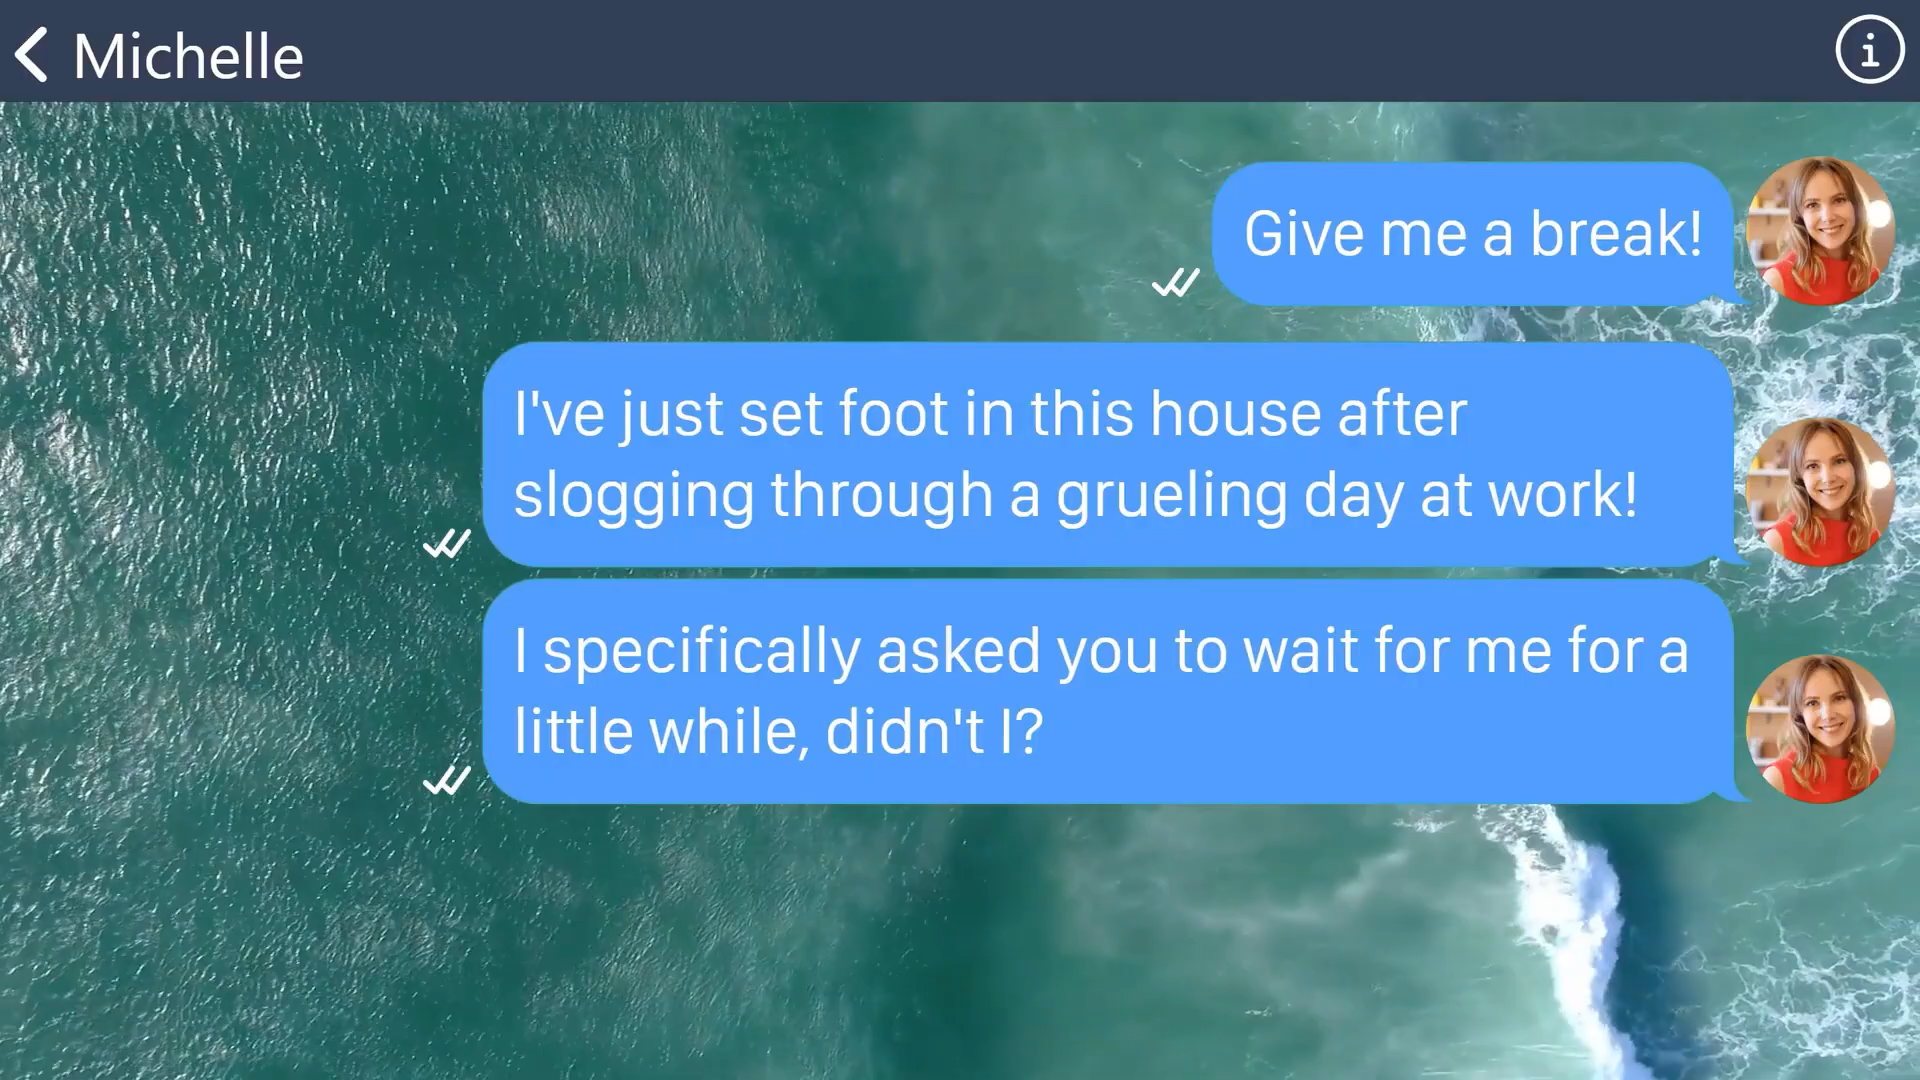 Michelle
Give me a break!
I've just set foot in this house after
slogging through a grueling day at work!
I specifically asked you to wait for me for a
little while, didn't I?